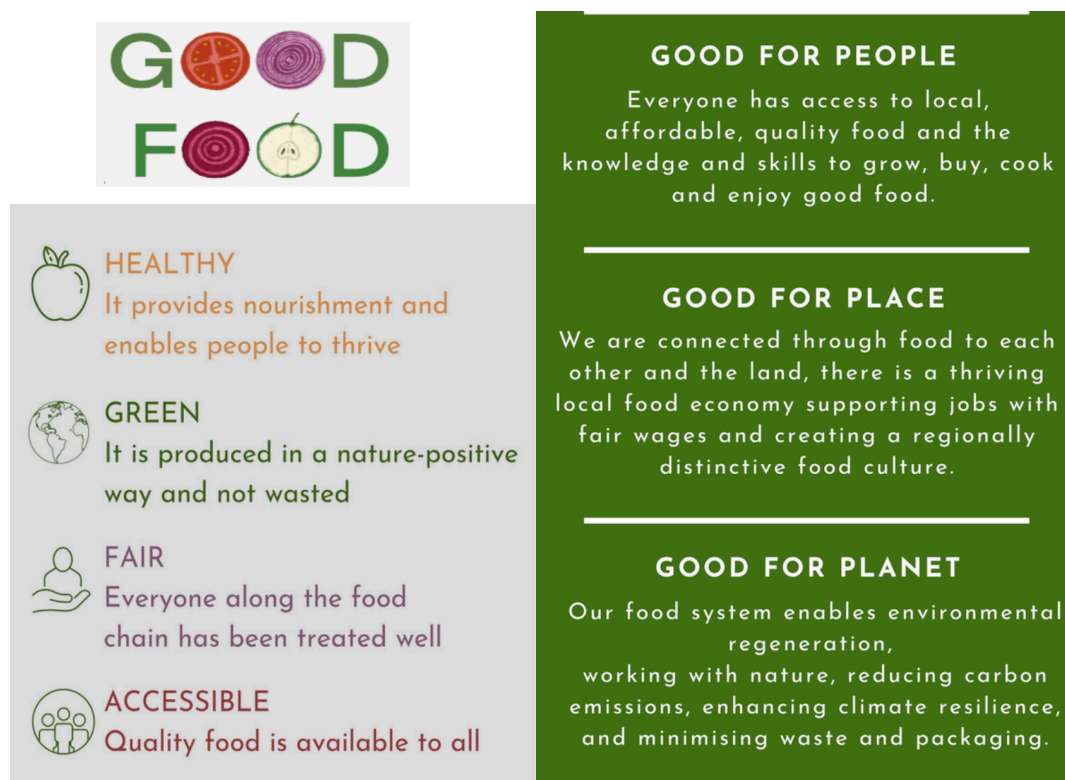 GOOD
FOOD
HEALTHY
It provides nourishment and
enables people to thrive
GREEN
It is produced in a nature-positive
way and not wasted
FAIR
Everyone along the food
chain has been treated well
ACCESSIBLE
Quality food is available to all
GOOD FOR PEOPLE
Everyone has access to local,
affordable, quality food and the
knowledge and skills to grow, buy, cook
and enjoy good food.
GOOD FOR PLACE
We are connected through food to each
other and the land, there is a thriving
local food economy supporting jobs with
fair wages and creating a regionally
distinctive food culture.
GOOD FOR PLANET
Our food system enables environmental
regeneration,
working with nature, reducing carbon
emissions, enhancing climate resilience,
and minimising waste and packaging.